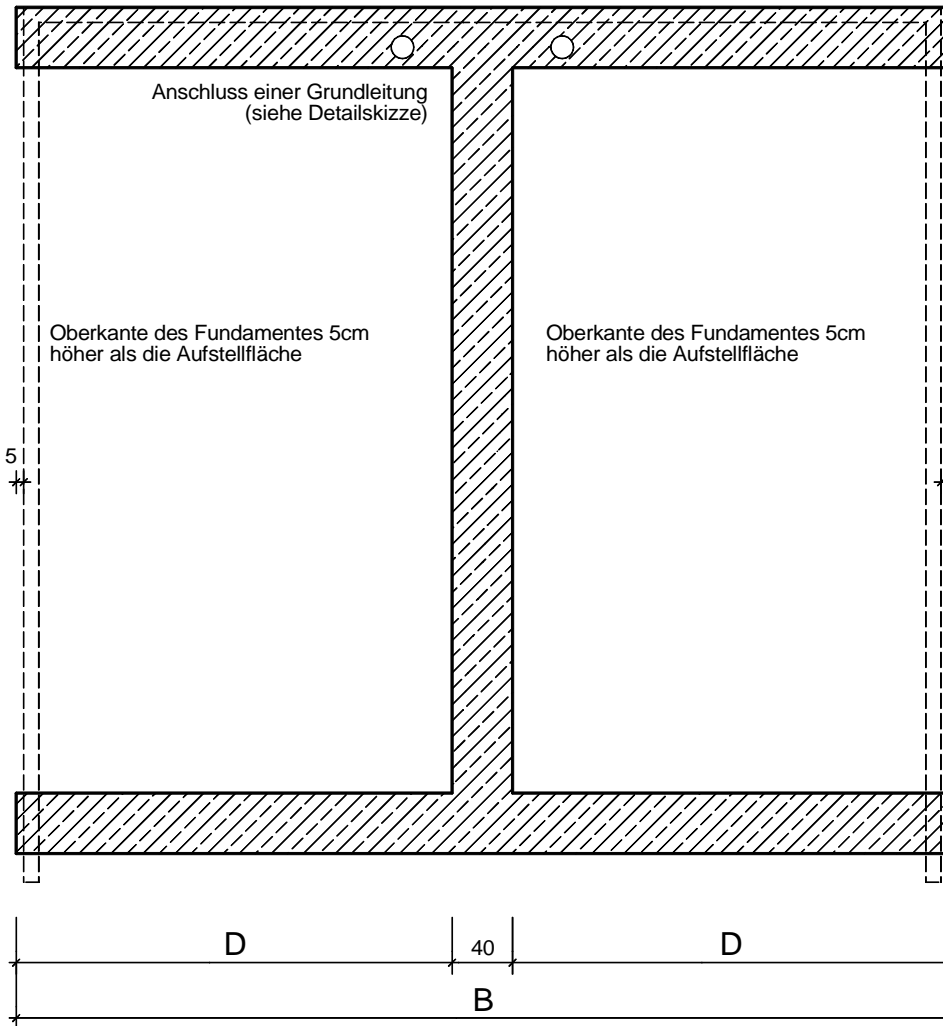 Anschluss einer Grundleitung
(siehe Detailskizze)
Oberkante des Fundamentes 5cm
höher als die Aufstellfläche
Oberkante des Fundamentes 5cm
höher als die Aufstellfläche
5
D
40
D
B